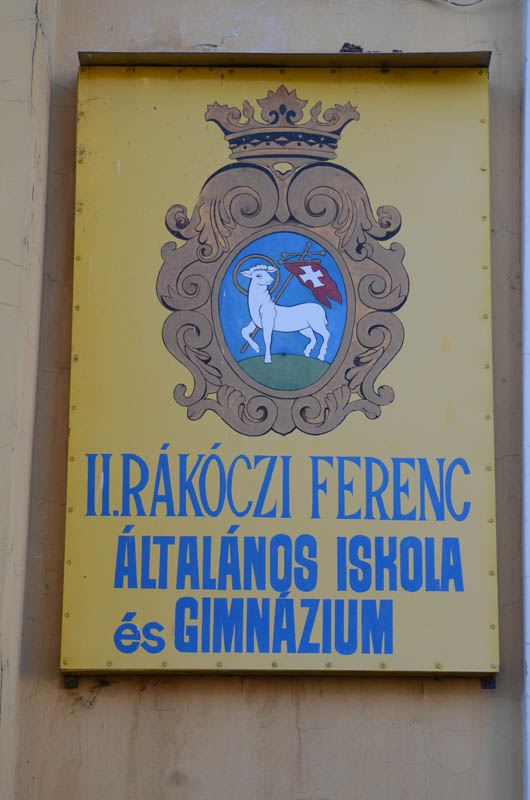 II.RÁKÓCZI FERENC
ÁLTALÁNOS ISKOLA
és GIMNÁZIUM